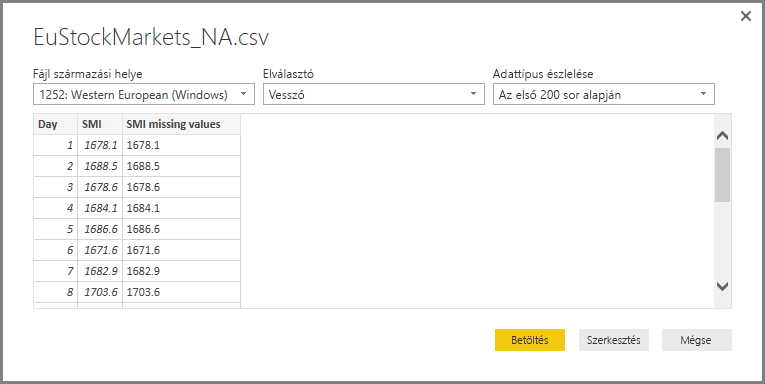 EuStockMarkets_NA.csv
Fájl származási helye Elválasztó Adattípus észlelése
1252: Western European (Windows) Vessző Az első 200 sor alapján
Day SMI SMI missing values
1 1678.1 1678.1
2 1688.5 1688.5
3 1678.6 1678.6
4 1684.1 1684.1
5 1686.6 1686.6
6 1671.6 1671.6
7 1682.9 1682.9
8 1703.6 1703.6
Betöltés Szerkesztés Mégse